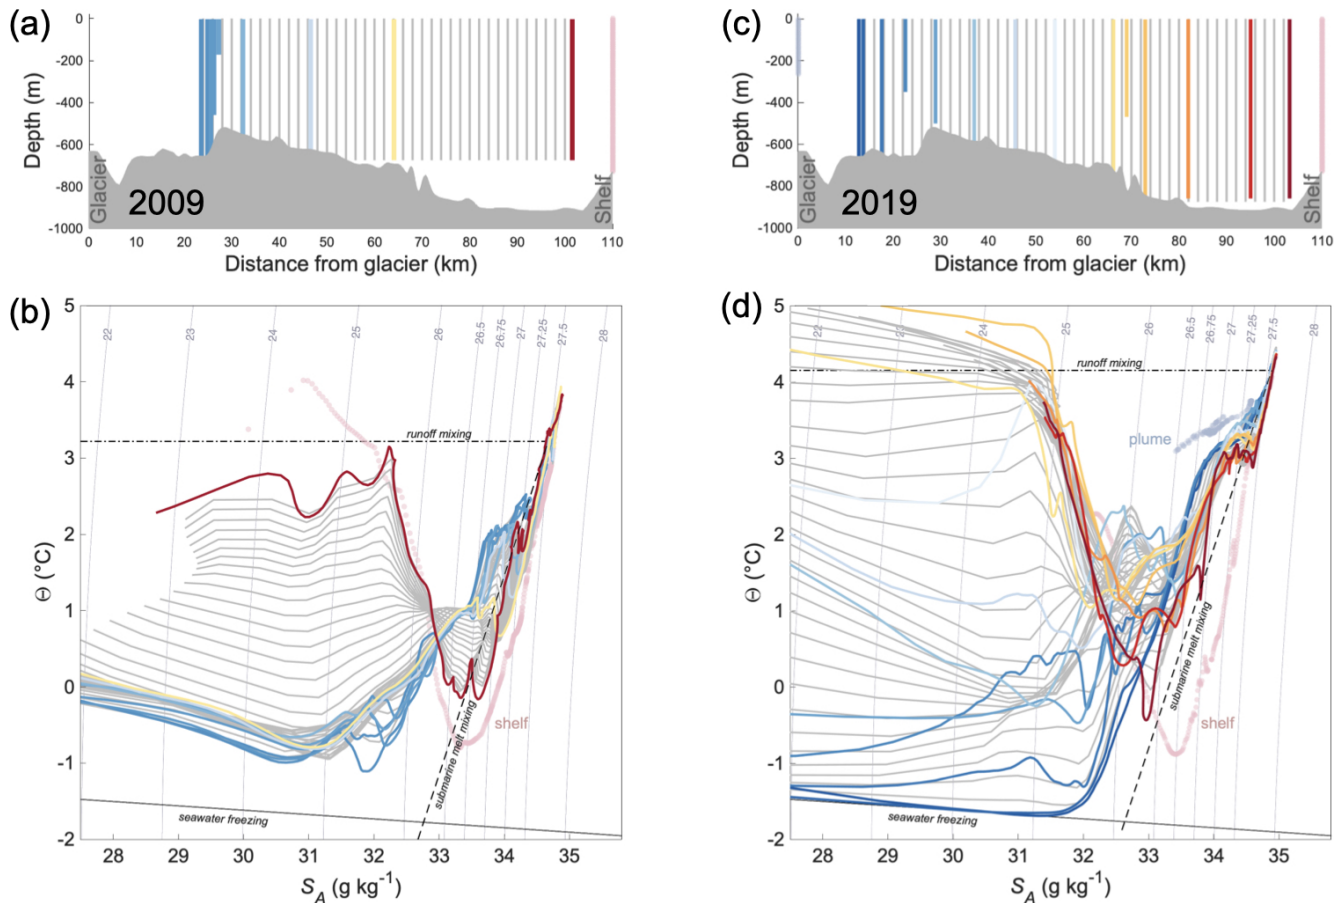 (a)
0
-200
-400
-600
-800
-1000
Depth (m)
Glacier
2009
Shelf
0 10 20 30 40 50 60 70 80 90 100 110
Distance from glacier (km)
(c)
0
-200
-400
-600
-800
-1000
Depth (m)
Glacier
2019
Shelf
0 10 20 30 40 50 60 70 80 90 100 110
Distance from glacier (km)
(b)
5
4
3
2
1
0
-1
-2
Θ (°C)
22 23 24 25 26 26.5 26.75 27 27.25 27.5 28
runoff mixing
shelf
submarine melt mixing
seawater freezing
28 29 30 31 32 33 34 35
S_A (g kg⁻¹)
(d)
5
4
3
2
1
0
-1
-2
Θ (°C)
22 23 24 25 26 26.5 26.75 27 27.25 27.5 28
runoff mixing
plume
submarine melt mixing
shelf
seawater freezing
28 29 30 31 32 33 34 35
S_A (g kg⁻¹)